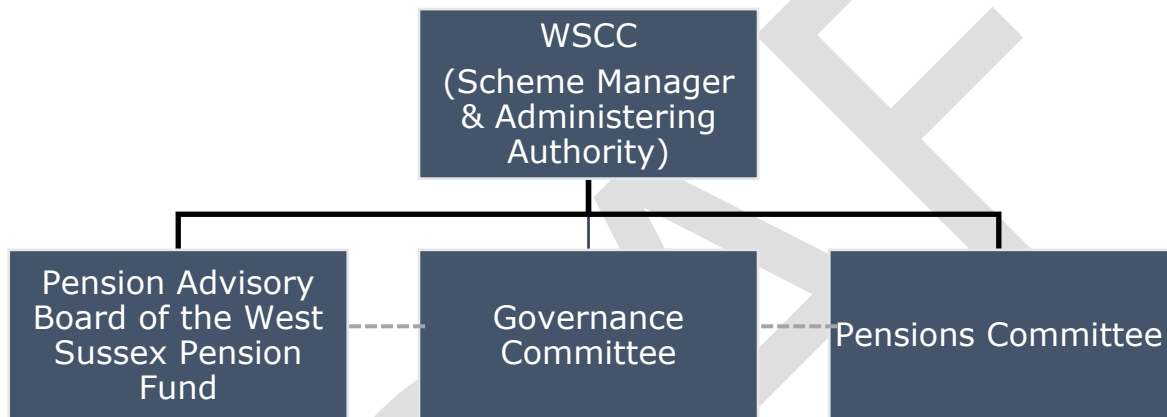 WSCC
(Scheme Manager
& Administering
Authority)
Pension Advisory
Board of the West
Sussex Pension
Fund
Governance
Committee
Pensions Committee